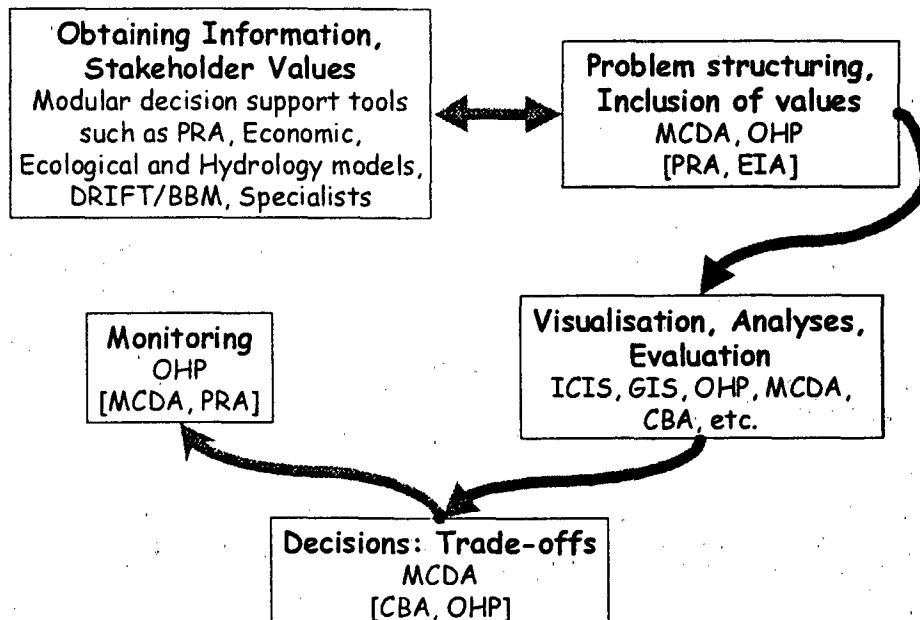 Obtaining Information,
Stakeholder Values
Modular decision support tools
such as PRA, Economic,
Ecological and Hydrology models,
DRIFT/BBM, Specialists
Problem structuring,
Inclusion of values
MCDA, OHP
[PRA, EIA]
Visualisation, Analyses,
Evaluation
ICIS, GIS, OHP, MCDA,
CBA, etc.
Monitoring
OHP
[MCDA, PRA]
Decisions: Trade-offs
MCDA
[CBA, OHP]